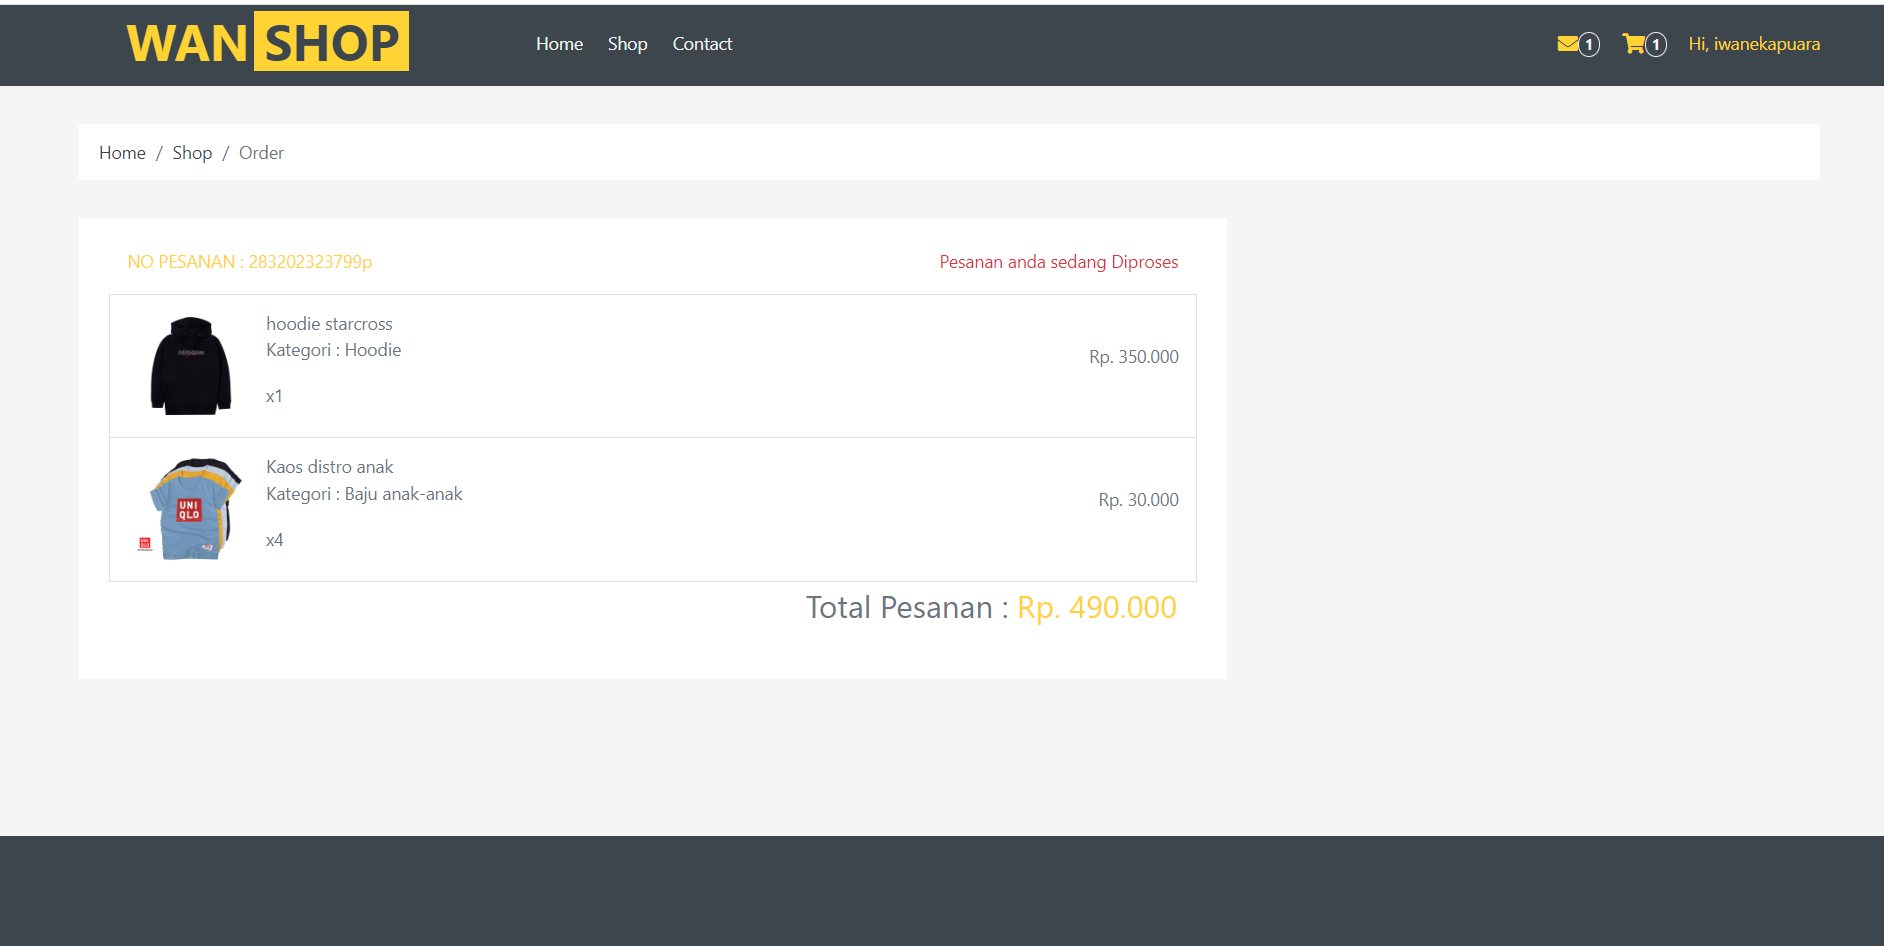 WAN SHOP
Home Shop Contact
1 1 Hi, iwanekapuara
Home / Shop / Order
NO PESANAN : 283202323799p
Pesanan anda sedang Diproses
hoodie starcross
Kategori : Hoodie
Rp. 350.000
x1
Kaos distro anak
Kategori : Baju anak-anak
Rp. 30.000
x4
UNI
QLO
Total Pesanan : Rp. 490.000